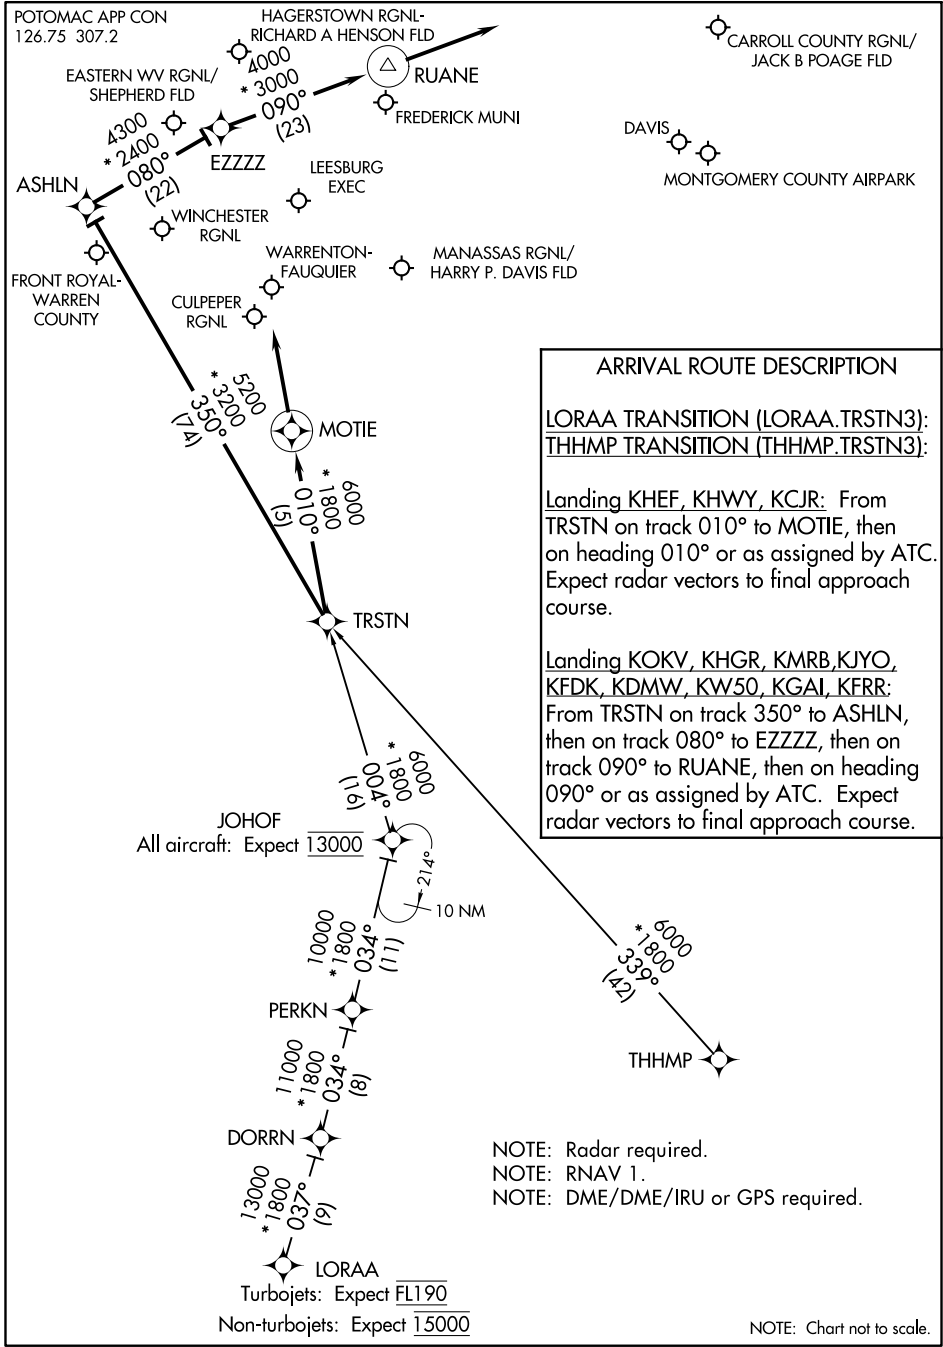 POTOMAC APP CON
126.75 307.2
HAGERSTOWN RGNL-
RICHARD A HENSON FLD
CARROLL COUNTY RGNL/
JACK B POAGE FLD
EASTERN WV RGNL/
SHEPHERD FLD
4000
* 3000
090°
(23)
RUANE
FREDERICK MUNI
4300
* 2400
080°
(22)
EZZZZ
DAVIS
MONTGOMERY COUNTY AIRPARK
ASHLN
LEESBURG
EXEC
WINCHESTER
RGNL
FRONT ROYAL-
WARREN
COUNTY
WARRENTON-
FAUQUIER
MANASSAS RGNL/
HARRY P. DAVIS FLD
CULPEPER
RGNL
5200
* 3200
350°
(74)
MOTIE
6000
* 1800
010°
(5)
TRSTN
ARRIVAL ROUTE DESCRIPTION
LORAA TRANSITION (LORAA.TRSTN3):
THHMP TRANSITION (THHMP.TRSTN3):
Landing KHEF, KHWY, KCJR: From
TRSTN on track 010° to MOTIE, then
on heading 010° or as assigned by ATC.
Expect radar vectors to final approach
course.
Landing KOKV, KHGR, KMRB,KJYO,
KFDK, KDMW, KW50, KGAI, KFRR:
From TRSTN on track 350° to ASHLN,
then on track 080° to EZZZZ, then on
track 090° to RUANE, then on heading
090° or as assigned by ATC. Expect
radar vectors to final approach course.
6000
* 1800
004°
(16)
JOHOF
All aircraft: Expect 13000
214°
10 NM
10000
* 1800
034°
(11)
6000
* 1800
339°
(42)
PERKN
THHMP
11000
* 1800
034°
(8)
DORRN
13000
* 1800
037°
(9)
NOTE: Radar required.
NOTE: RNAV 1.
NOTE: DME/DME/IRU or GPS required.
LORAA
Turbojets: Expect FL190
Non-turbojets: Expect 15000
NOTE: Chart not to scale.